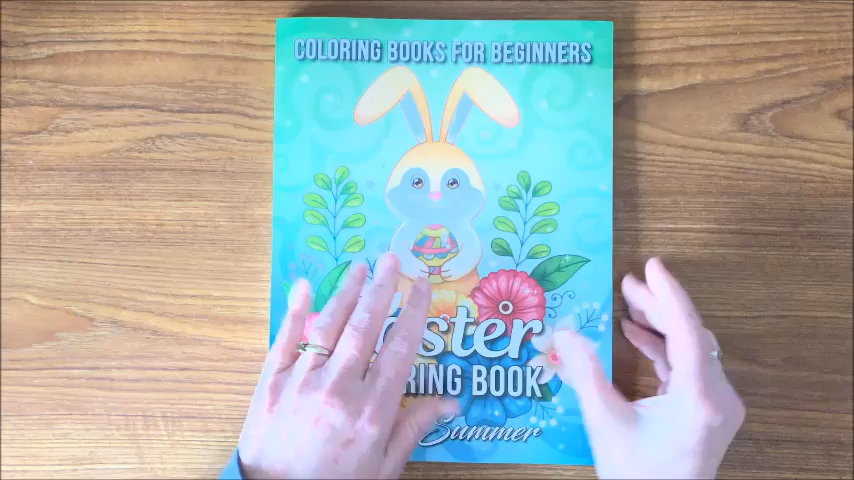 COLORING BOOKS FOR BEGINNERS
ster
RING BOOK
Summer